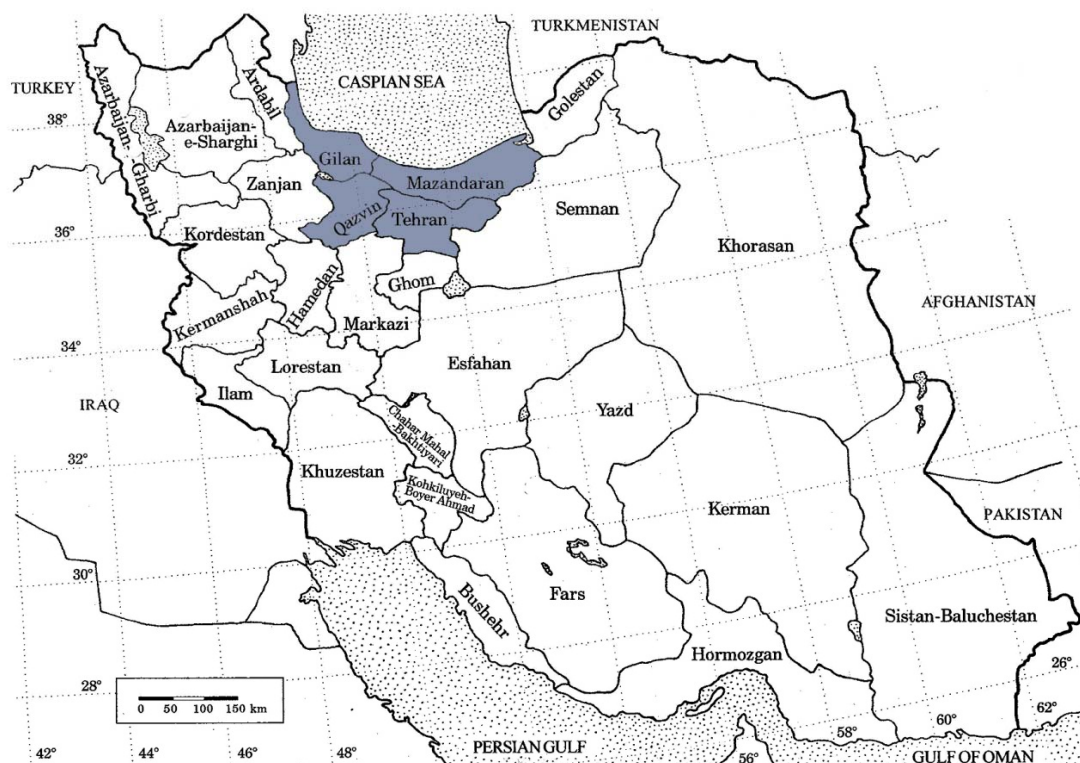 TURKMENISTAN
TURKEY
CASPIAN SEA
Ardabil
Golestan
Azarbaijan-
-Gharbi
38°
Azarbaijan-
e-Sharghi
Gilan
Zanjan
Mazandaran
Qazvin
Tehran
Semnan
36°
Kordestan
Khorasan
Hamedan
Ghom
Kermanshah
Markazi
AFGHANISTAN
34°
Lorestan
Esfahan
Ilam
IRAQ
Yazd
Chahar Mahal
-Bakhtiyari
32°
Khuzestan
Kohkiluyeh-
Boyer Ahmad
Kerman
PAKISTAN
30°
Bushehr
Fars
Sistan-Baluchestan
Hormozgan
26°
28°
0 50 100 150 km
62°
60°
58°
42°
44°
46°
48°
PERSIAN GULF
56°
GULF OF OMAN